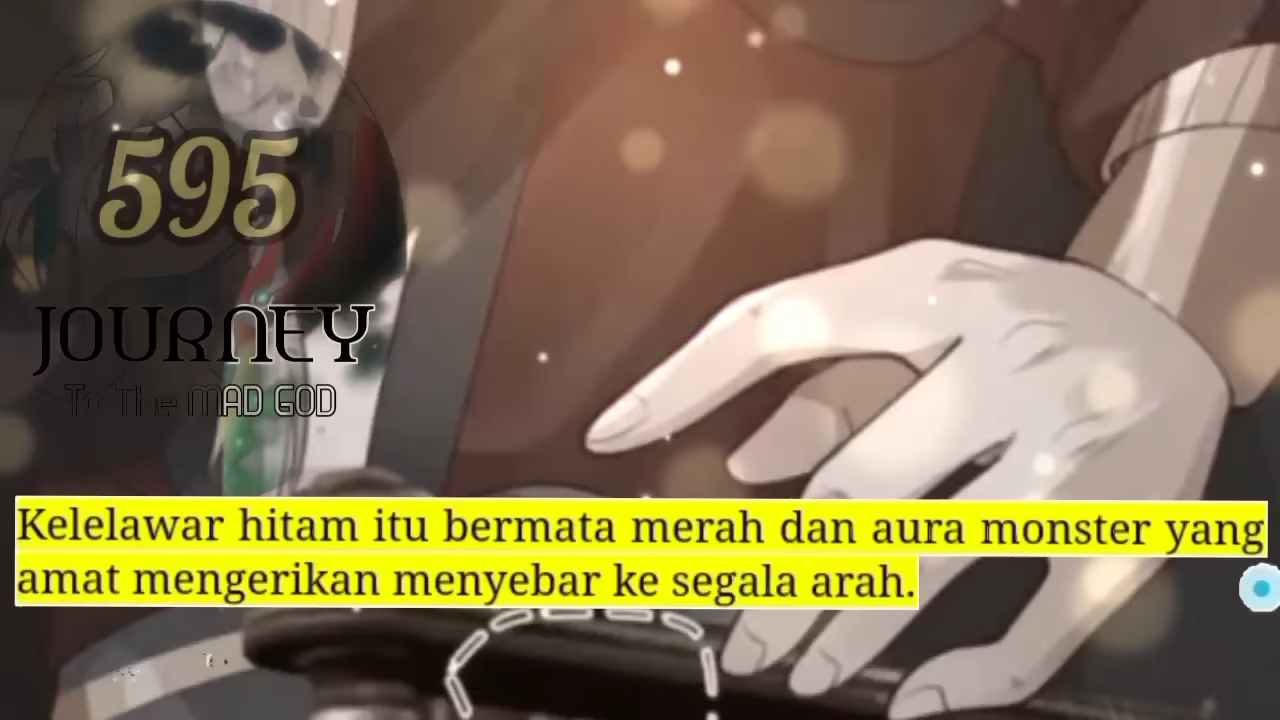 595
JOURNEY
To The MAD GOD
Kelelawar hitam itu bermata merah dan aura monster yang
amat mengerikan menyebar ke segala arah.